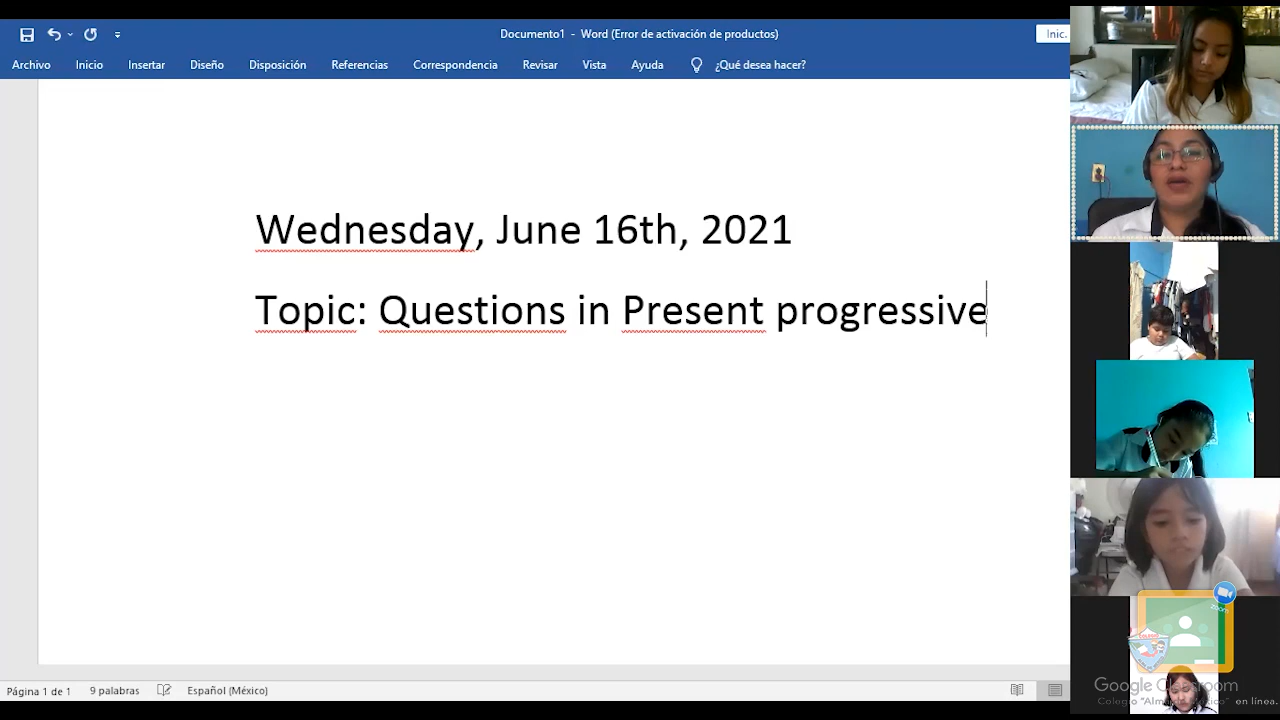 Documento1 - Word (Error de activación de productos)
Inic.
Archivo Inicio Insertar Diseño Disposición Referencias Correspondencia Revisar Vista Ayuda ¿Qué desea hacer?
Wednesday, June 16th, 2021
Topic: Questions in Present progressive
Página 1 de 1 9 palabras Español (México)
zoom
Google Classroom
en línea.